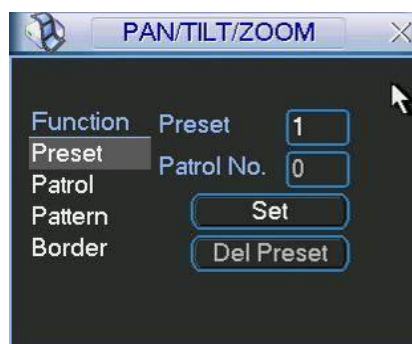 PAN/TILT/ZOOM
Function Preset 1
Preset
Patrol No. 0
Patrol
Set
Pattern
Border
Del Preset